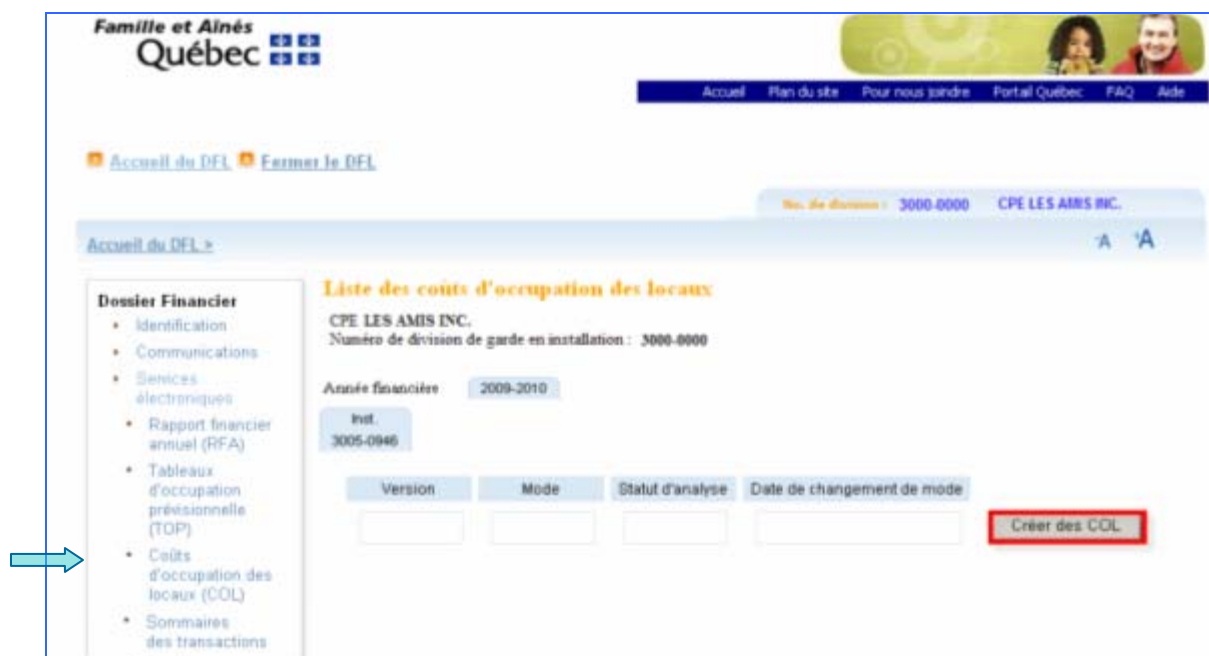 Famille et Aînés
Québec
Accueil Plan du site Pour nous joindre Portail Québec FAQ Aide
Accueil du DFL Fermer le DFL
No. de division : 3000-0000 CPE LES AMIS INC.
Accueil du DFL >
-A +A
Dossier Financier
Identification
Communications
Services
électroniques
Rapport financier
annuel (RFA)
Tableaux
d'occupation
prévisionnelle
(TOP)
Coûts
d'occupation des
locaux (COL)
Sommaires
des transactions
Liste des coûts d'occupation des locaux
CPE LES AMIS INC.
Numéro de division de garde en installation : 3000-0000
Année financière 2009-2010
Inst.
3005-0946
Version Mode Statut d'analyse Date de changement de mode
Créer des COL